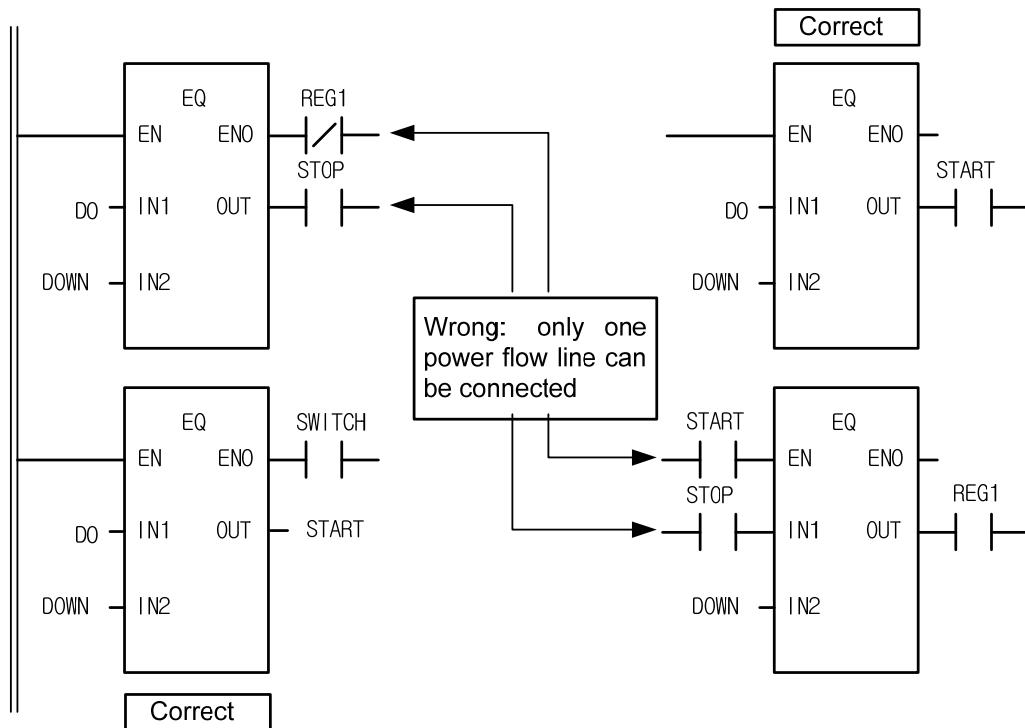 Correct
EQ
EN ENO
REG1
STOP
DO IN1 OUT
DOWN IN2
EQ
EN ENO
START
DO IN1 OUT
DOWN IN2
Wrong: only one
power flow line can
be connected
EQ
SWITCH
EN ENO
DO IN1 OUT START
DOWN IN2
Correct
START
EQ
EN ENO
STOP
REG1
IN1 OUT
DOWN IN2